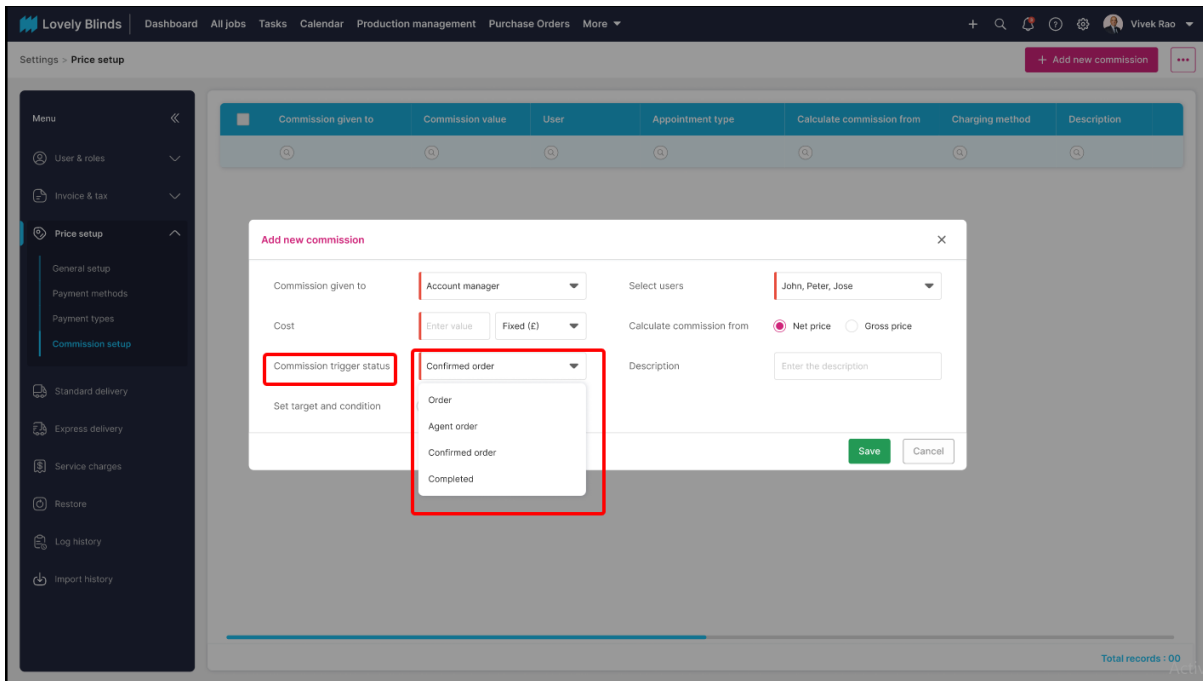 Lovely Blinds Dashboard All jobs Tasks Calendar Production management Purchase Orders More Vivek Rao
Settings > Price setup + Add new commission
Menu
User & roles
Invoice & tax
Price setup
General setup
Payment methods
Payment types
Commission setup
Standard delivery
Express delivery
Service charges
Restore
Log history
Import history
Commission given to Commission value User Appointment type Calculate commission from Charging method Description
Add new commission
Commission given to Account manager Select users John, Peter, Jose
Cost Enter value Fixed (£) Calculate commission from Net price Gross price
Commission trigger status Confirmed order Description Enter the description
Set target and condition
Order
Agent order
Confirmed order
Completed
Save Cancel
Total records : 00